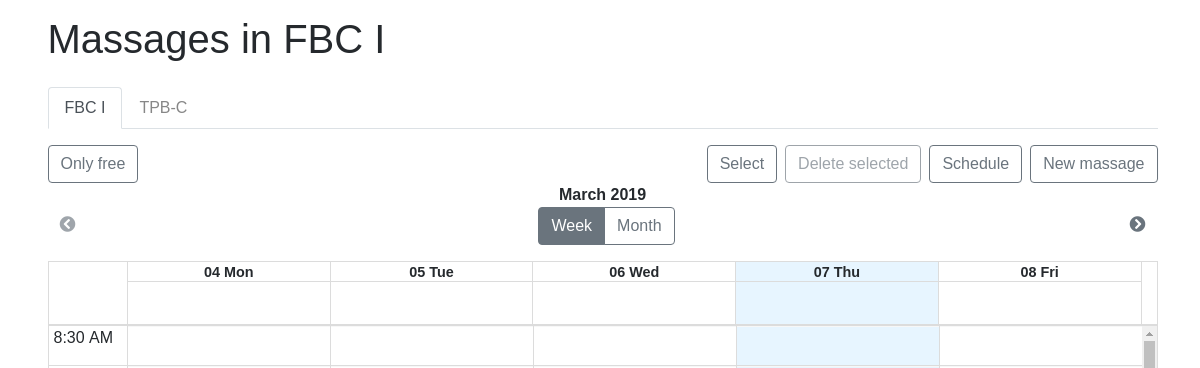 Massages in FBC I
FBC I TPB-C
Only free Select Delete selected Schedule New massage
March 2019
Week Month
04 Mon 05 Tue 06 Wed 07 Thu 08 Fri
8:30 AM